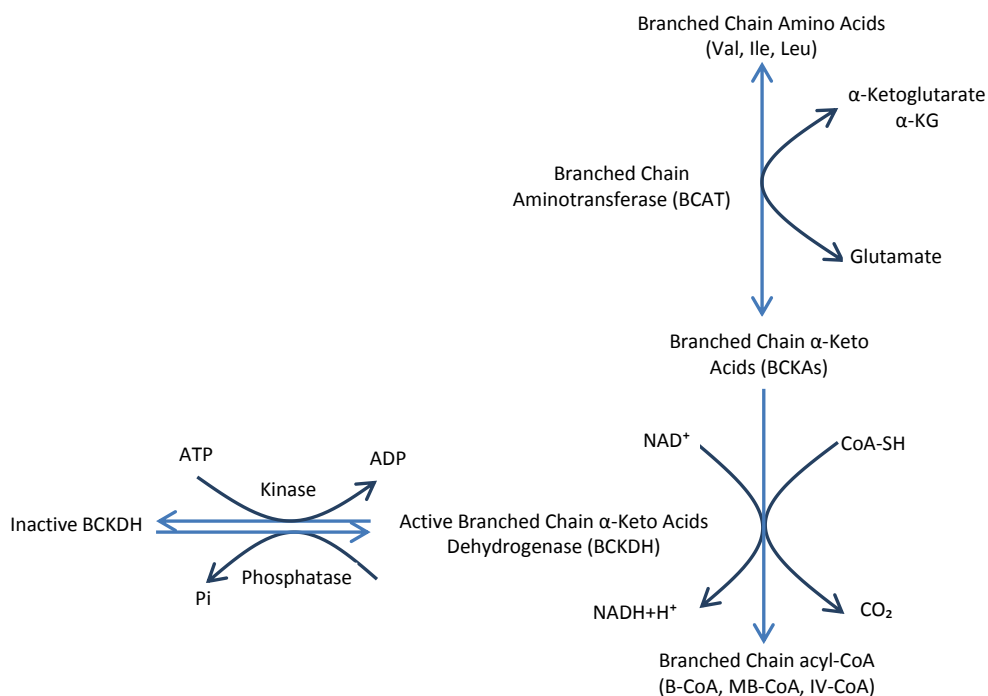 Branched Chain Amino Acids
(Val, Ile, Leu)
α-Ketoglutarate
α-KG
Branched Chain
Aminotransferase (BCAT)
Glutamate
Branched Chain α-Keto
Acids (BCKAs)
NAD⁺
CoA-SH
ATP
ADP
Kinase
Inactive BCKDH
Active Branched Chain α-Keto Acids
Dehydrogenase (BCKDH)
Phosphatase
Pi
NADH+H⁺
CO₂
Branched Chain acyl-CoA
(B-CoA, MB-CoA, IV-CoA)